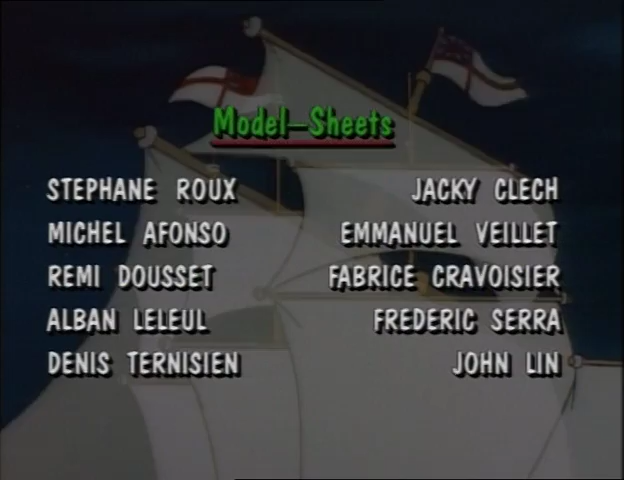 Model-Sheets
STEPHANE ROUX JACKY CLECH
MICHEL AFONSO EMMANUEL VEILLET
REMI DOUSSET FABRICE CRAVOISIER
ALBAN LELEUL FREDERIC SERRA
DENIS TERNISIEN JOHN LIN